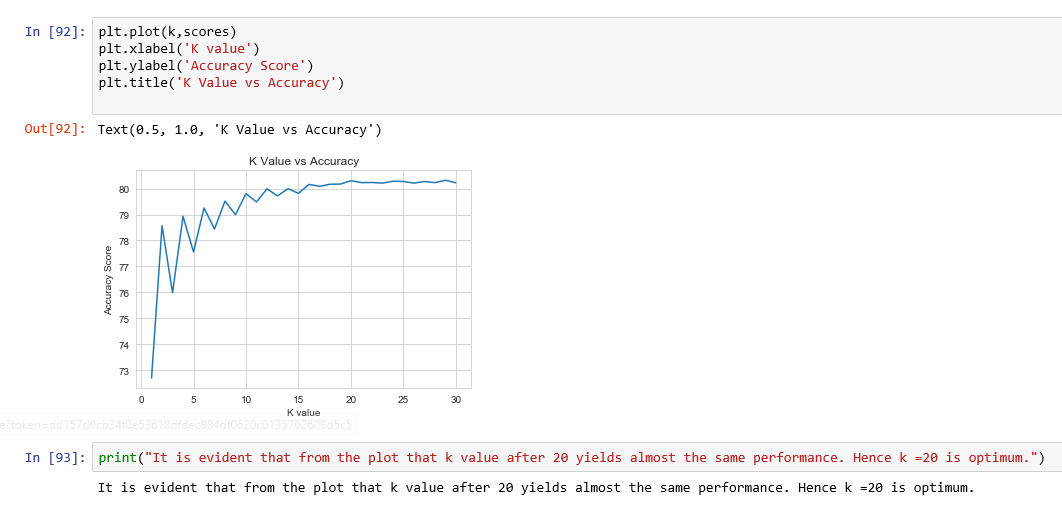 In [92]: plt.plot(k,scores)
plt.xlabel('K value')
plt.ylabel('Accuracy Score')
plt.title('K Value vs Accuracy')
Out[92]: Text(0.5, 1.0, 'K Value vs Accuracy')
K Value vs Accuracy
80
79
78
77
76
75
74
73
Accuracy Score
0 5 10 15 20 25 30
K value
e?token=dd157d0cb34f0e53618dfdec884df0620c0135762608d5c5
In [93]: print("It is evident that from the plot that k value after 20 yields almost the same performance. Hence k =20 is optimum.")
It is evident that from the plot that k value after 20 yields almost the same performance. Hence k =20 is optimum.